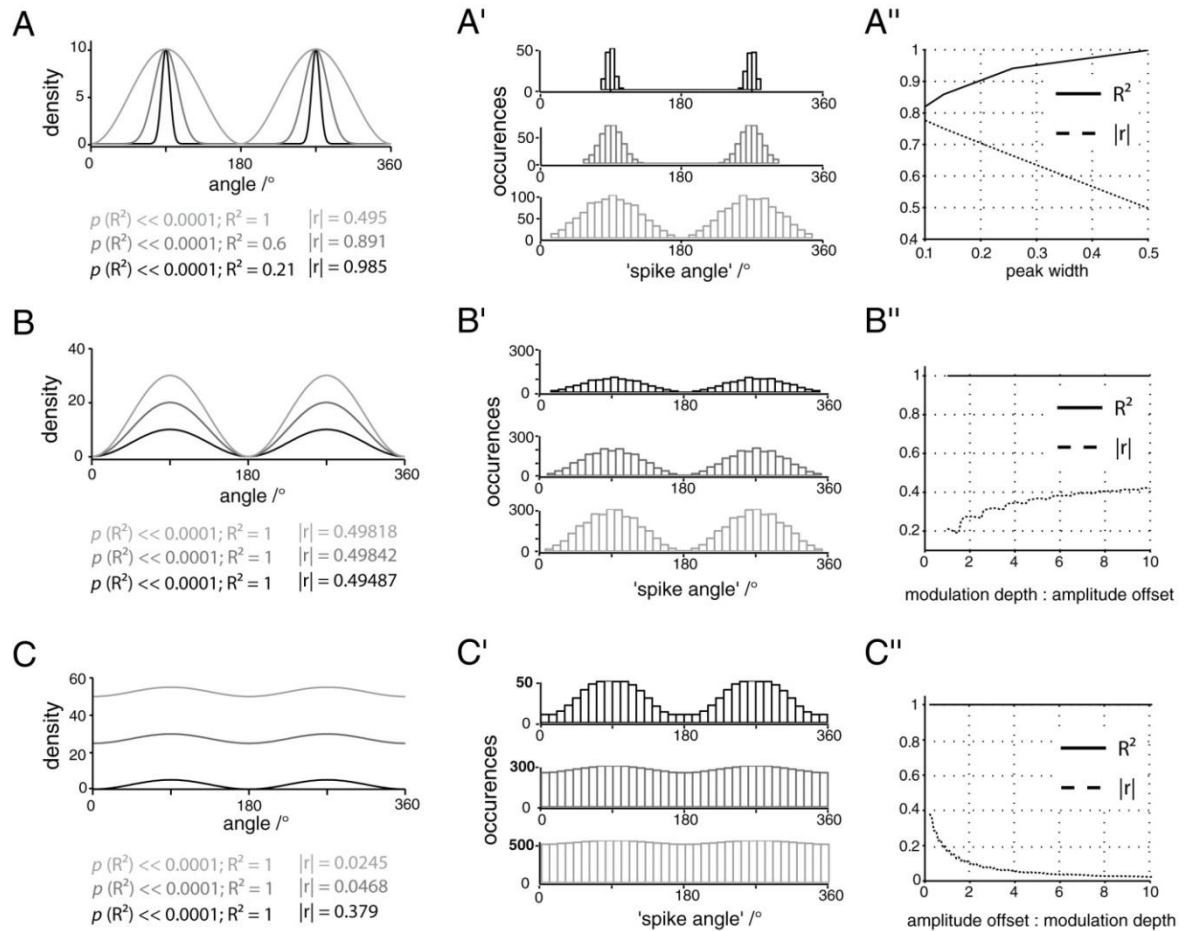 A
density
10
5
0
0
180
360
angle /°
p (R²) << 0.0001; R² = 1 |r| = 0.495
p (R²) << 0.0001; R² = 0.6 |r| = 0.891
p (R²) << 0.0001; R² = 0.21 |r| = 0.985
A'
occurences
50
0
0
180
360
50
0
0
180
360
100
50
0
0
180
360
'spike angle' /°
A"
1
0.9
0.8
0.7
0.6
0.5
0.4
0.1
0.2
0.3
0.4
0.5
R²
|r|
peak width
B
density
40
20
0
0
180
360
angle /°
p (R²) << 0.0001; R² = 1 |r| = 0.49818
p (R²) << 0.0001; R² = 1 |r| = 0.49842
p (R²) << 0.0001; R² = 1 |r| = 0.49487
B'
occurences
300
0
0
180
360
300
0
0
180
360
300
0
0
180
360
'spike angle' /°
B"
1
0.8
0.6
0.4
0.2
0
2
4
6
8
10
R²
|r|
modulation depth : amplitude offset
C
density
60
40
20
0
0
180
360
angle /°
p (R²) << 0.0001; R² = 1 |r| = 0.0245
p (R²) << 0.0001; R² = 1 |r| = 0.0468
p (R²) << 0.0001; R² = 1 |r| = 0.379
C'
occurences
50
0
0
180
360
300
0
0
180
360
500
0
0
180
360
'spike angle' /°
C"
1
0.8
0.6
0.4
0.2
0
0
2
4
6
8
10
R²
|r|
amplitude offset : modulation depth